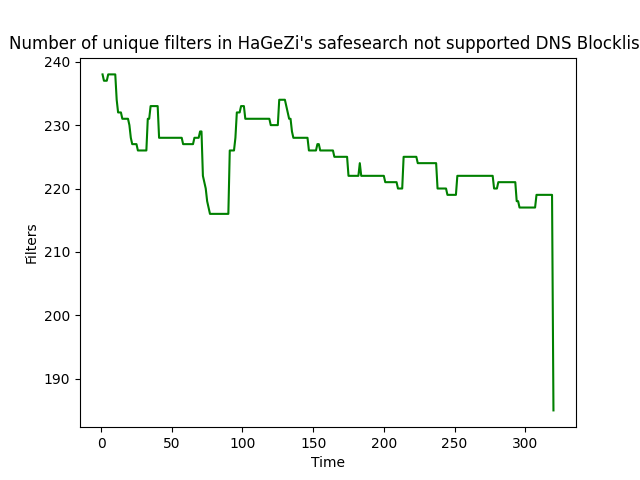 Number of unique filters in HaGeZi's safesearch not supported DNS Blocklis
240
230
220
210
200
190
Filters
0 50 100 150 200 250 300
Time